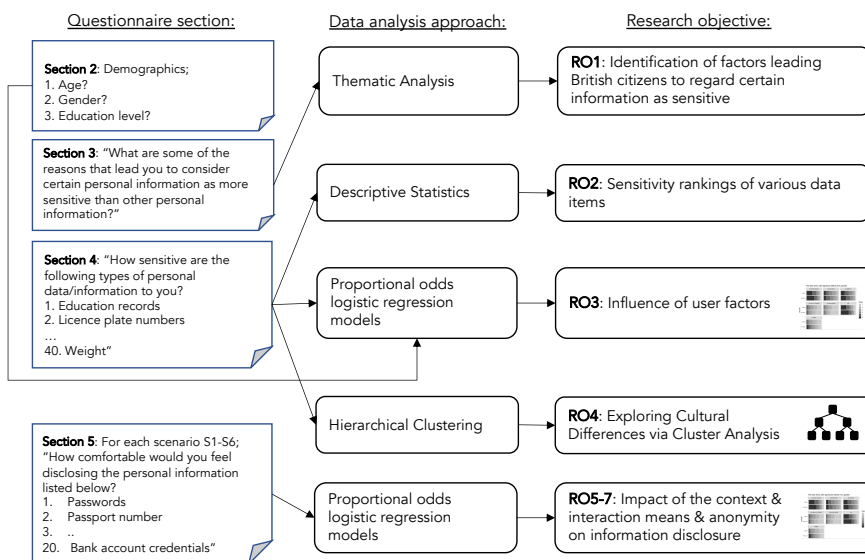 Questionnaire section:
Data analysis approach:
Research objective:
Section 2: Demographics;
1. Age?
2. Gender?
3. Education level?
Thematic Analysis
RO1: Identification of factors leading
British citizens to regard certain
information as sensitive
Section 3: “What are some of the
reasons that lead you to consider
certain personal information as more
sensitive than other personal
information?”
Descriptive Statistics
RO2: Sensitivity rankings of various data
items
Section 4: “How sensitive are the
following types of personal
data/information to you?
1. Education records
2. Licence plate numbers
...
40. Weight”
Proportional odds
logistic regression
models
RO3: Influence of user factors
Hierarchical Clustering
RO4: Exploring Cultural
Differences via Cluster Analysis
Section 5: For each scenario S1-S6;
“How comfortable would you feel
disclosing the personal information
listed below?
1. Passwords
2. Passport number
3. ..
20. Bank account credentials”
Proportional odds
logistic regression
models
RO5-7: Impact of the context &
interaction means & anonymity
on information disclosure